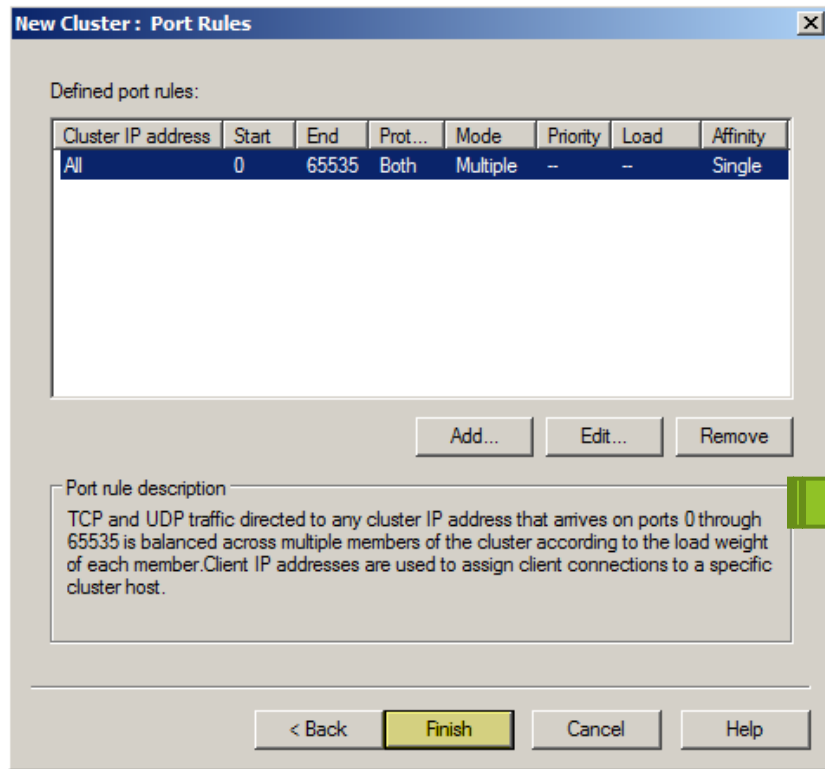 New Cluster : Port Rules
Defined port rules:
Cluster IP address Start End Prot... Mode Priority Load Affinity
All 0 65535 Both Multiple -- -- Single
Add... Edit... Remove
Port rule description
TCP and UDP traffic directed to any cluster IP address that arrives on ports 0 through
65535 is balanced across multiple members of the cluster according to the load weight
of each member.Client IP addresses are used to assign client connections to a specific
cluster host.
< Back Finish Cancel Help